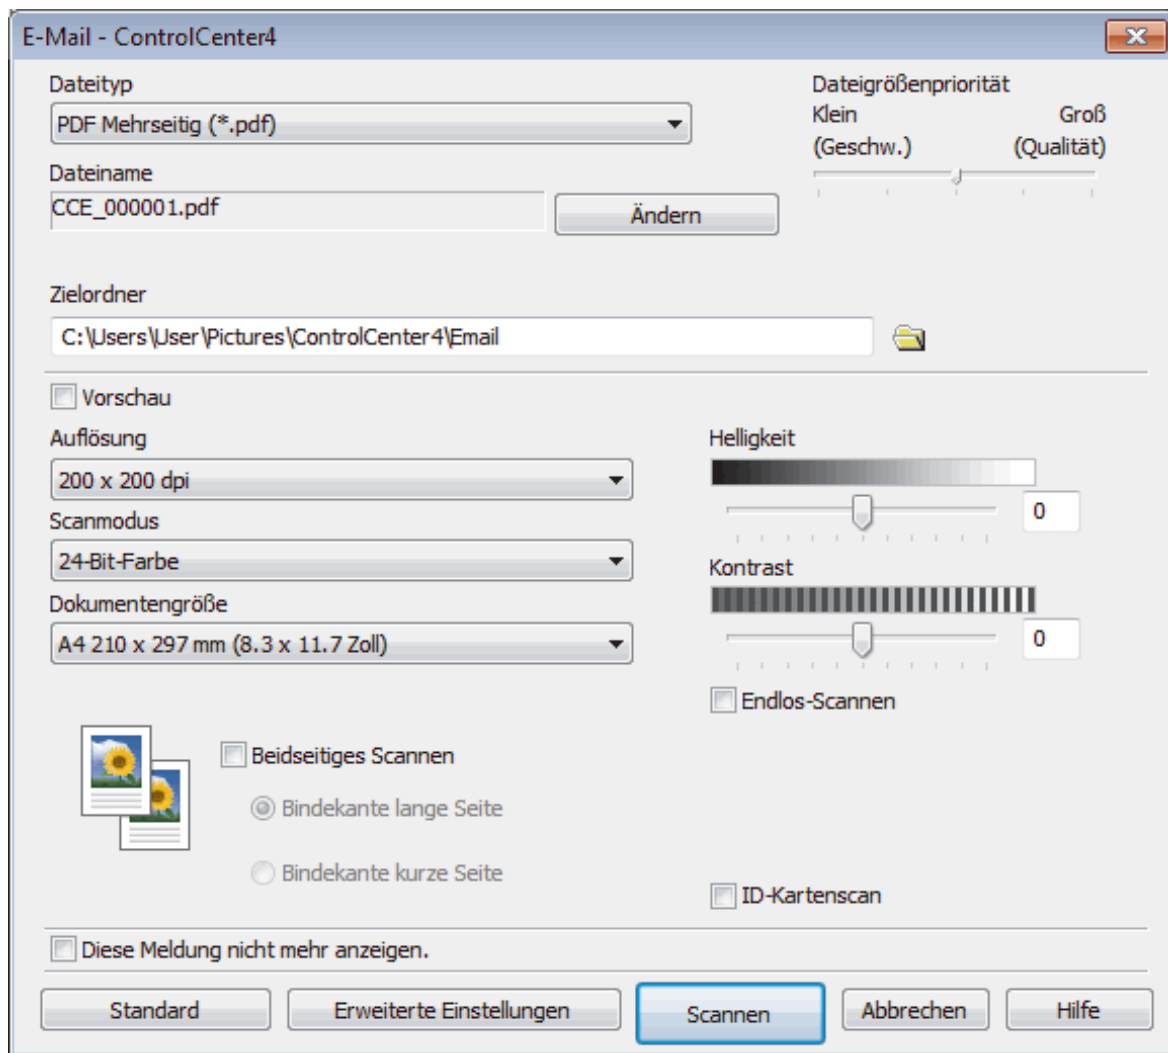 E-Mail - ControlCenter4
Dateityp
PDF Mehrseitig (*.pdf)
Dateigrößenpriorität
Klein Groß
(Geschw.) (Qualität)
Dateiname
CCE_000001.pdf
Ändern
Zielordner
C:\Users\User\Pictures\ControlCenter4\Email
Vorschau
Auflösung
200 x 200 dpi
Scanmodus
24-Bit-Farbe
Dokumentengröße
A4 210 x 297 mm (8.3 x 11.7 Zoll)
Helligkeit
0
Kontrast
0
Endlos-Scannen
Beidseitiges Scannen
Bindekante lange Seite
Bindekante kurze Seite
ID-Kartenscan
Diese Meldung nicht mehr anzeigen.
Standard
Erweiterte Einstellungen
Scannen
Abbrechen
Hilfe